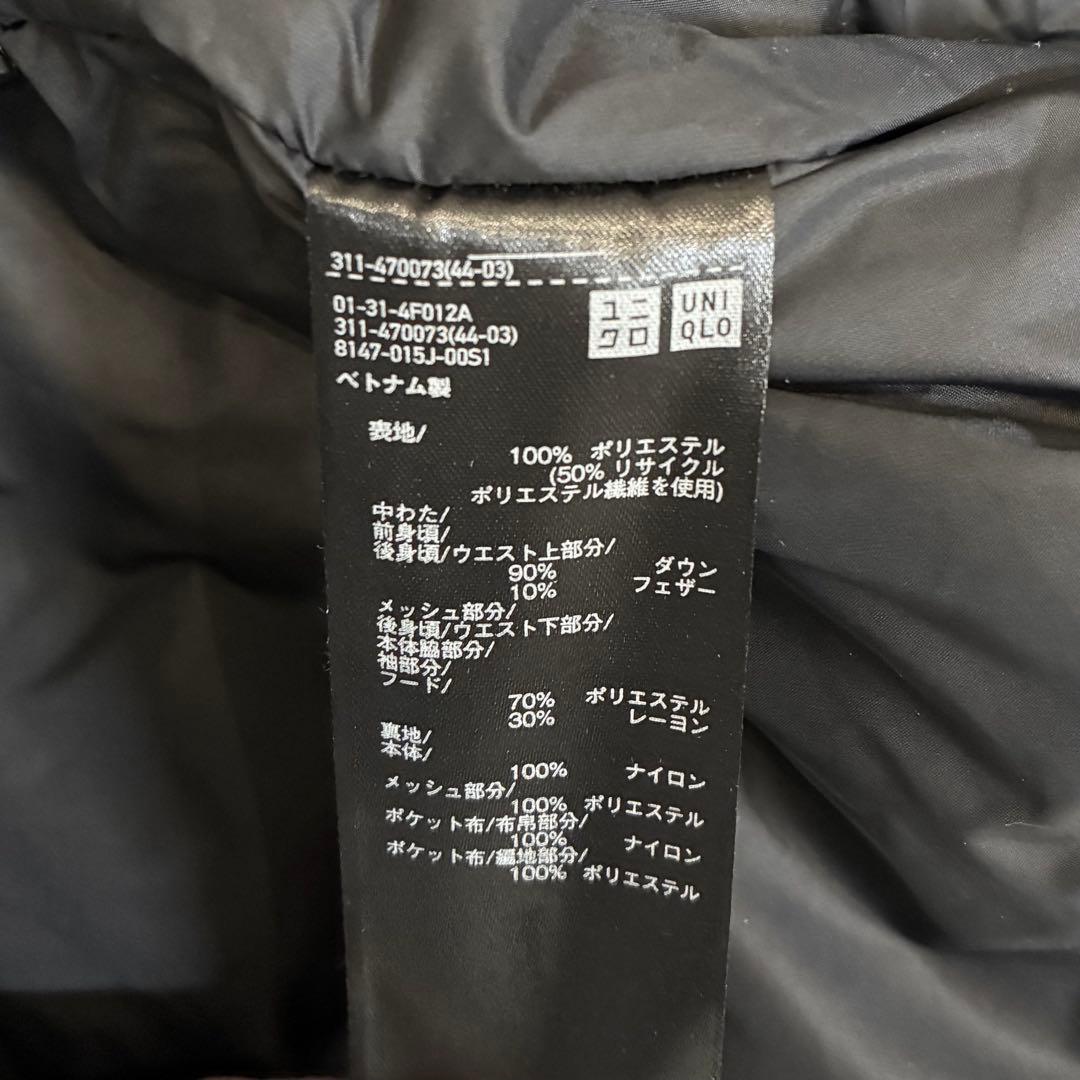 311-470073(44-03)
01-31-4F012A
311-470073(44-03)
8147-015J-00S1
ユニクロ
UNIQLO
ベトナム製
表地/
100% ポリエステル
(50% リサイクル
ポリエステル繊維を使用)
中わた/
前身頃/
後身頃/ウエスト上部分/
90% ダウン
10% フェザー
メッシュ部分/
後身頃/ウエスト下部分/
本体脇部分/
袖部分/
フード/
70% ポリエステル
30% レーヨン
裏地/
本体/
100% ナイロン
メッシュ部分/
100% ポリエステル
ポケット布/布帛部分/
100% ナイロン
ポケット布/編地部分/
100% ポリエステル